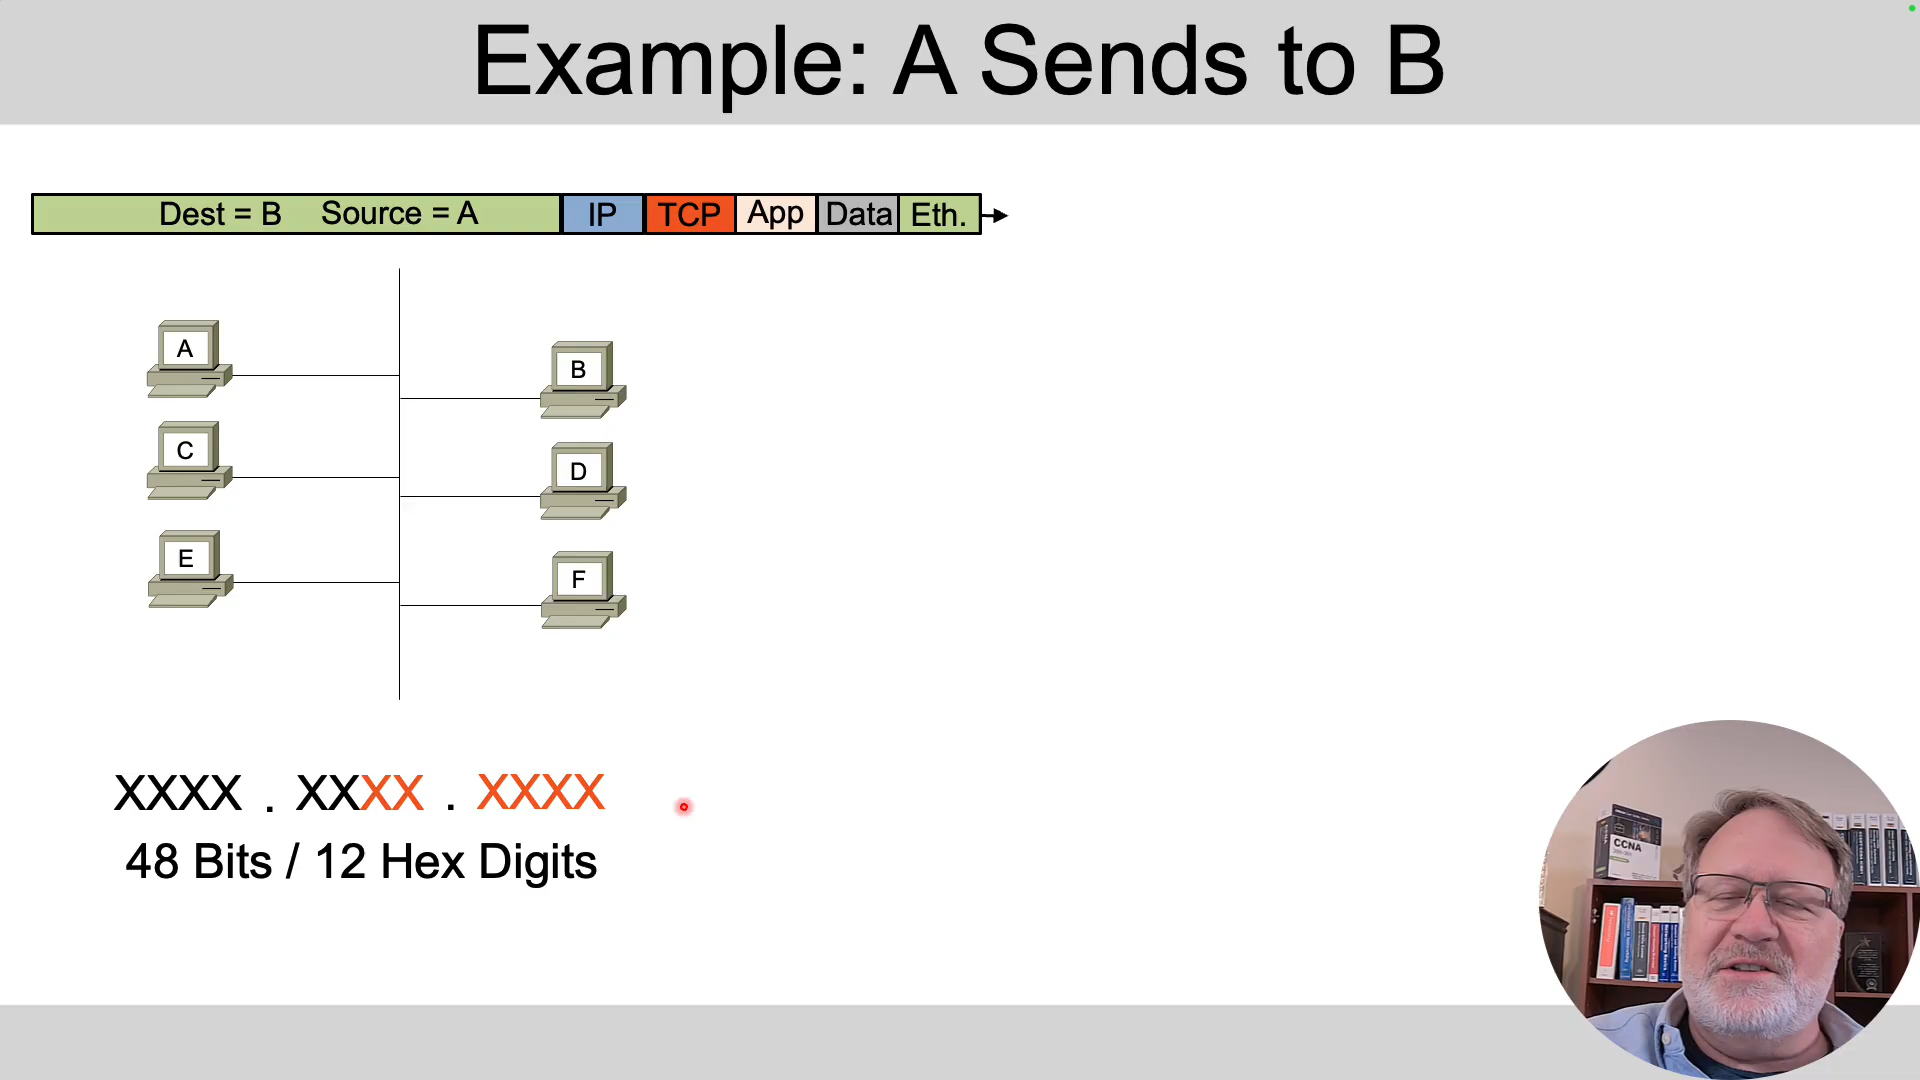 Example: A Sends to B
Dest = B Source = A IP TCP App Data Eth.
A
B
C
D
E
F
XXXX . XXXX . XXXX
48 Bits / 12 Hex Digits
CCNA